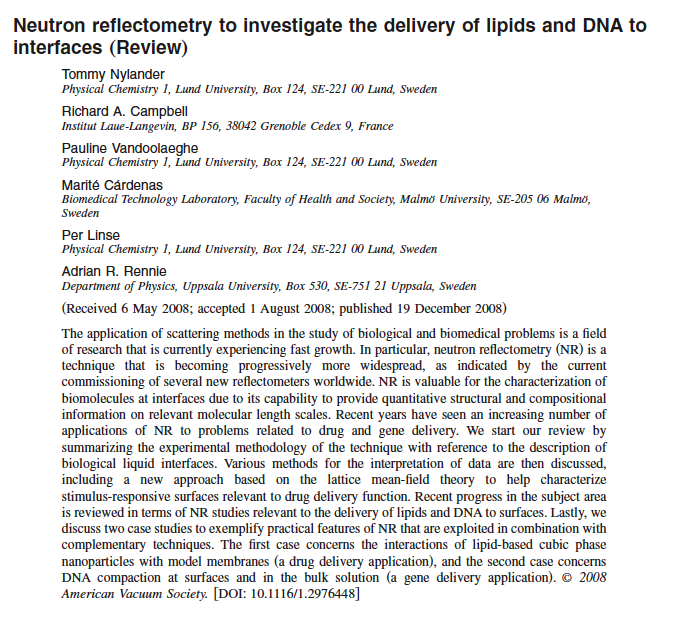 Neutron reflectometry to investigate the delivery of lipids and DNA to
interfaces (Review)
Tommy Nylander
Physical Chemistry 1, Lund University, Box 124, SE-221 00 Lund, Sweden
Richard A. Campbell
Institut Laue-Langevin, BP 156, 38042 Grenoble Cedex 9, France
Pauline Vandoolaeghe
Physical Chemistry 1, Lund University, Box 124, SE-221 00 Lund, Sweden
Marité Cárdenas
Biomedical Technology Laboratory, Faculty of Health and Society, Malmö University, SE-205 06 Malmö,
Sweden
Per Linse
Physical Chemistry 1, Lund University, Box 124, SE-221 00 Lund, Sweden
Adrian R. Rennie
Department of Physics, Uppsala University, Box 530, SE-751 21 Uppsala, Sweden
(Received 6 May 2008; accepted 1 August 2008; published 19 December 2008)
The application of scattering methods in the study of biological and biomedical problems is a field
of research that is currently experiencing fast growth. In particular, neutron reflectometry (NR) is a
technique that is becoming progressively more widespread, as indicated by the current
commissioning of several new reflectometers worldwide. NR is valuable for the characterization of
biomolecules at interfaces due to its capability to provide quantitative structural and compositional
information on relevant molecular length scales. Recent years have seen an increasing number of
applications of NR to problems related to drug and gene delivery. We start our review by
summarizing the experimental methodology of the technique with reference to the description of
biological liquid interfaces. Various methods for the interpretation of data are then discussed,
including a new approach based on the lattice mean-field theory to help characterize
stimulus-responsive surfaces relevant to drug delivery function. Recent progress in the subject area
is reviewed in terms of NR studies relevant to the delivery of lipids and DNA to surfaces. Lastly, we
discuss two case studies to exemplify practical features of NR that are exploited in combination with
complementary techniques. The first case concerns the interactions of lipid-based cubic phase
nanoparticles with model membranes (a drug delivery application), and the second case concerns
DNA compaction at surfaces and in the bulk solution (a gene delivery application). © 2008
American Vacuum Society. [DOI: 10.1116/1.2976448]